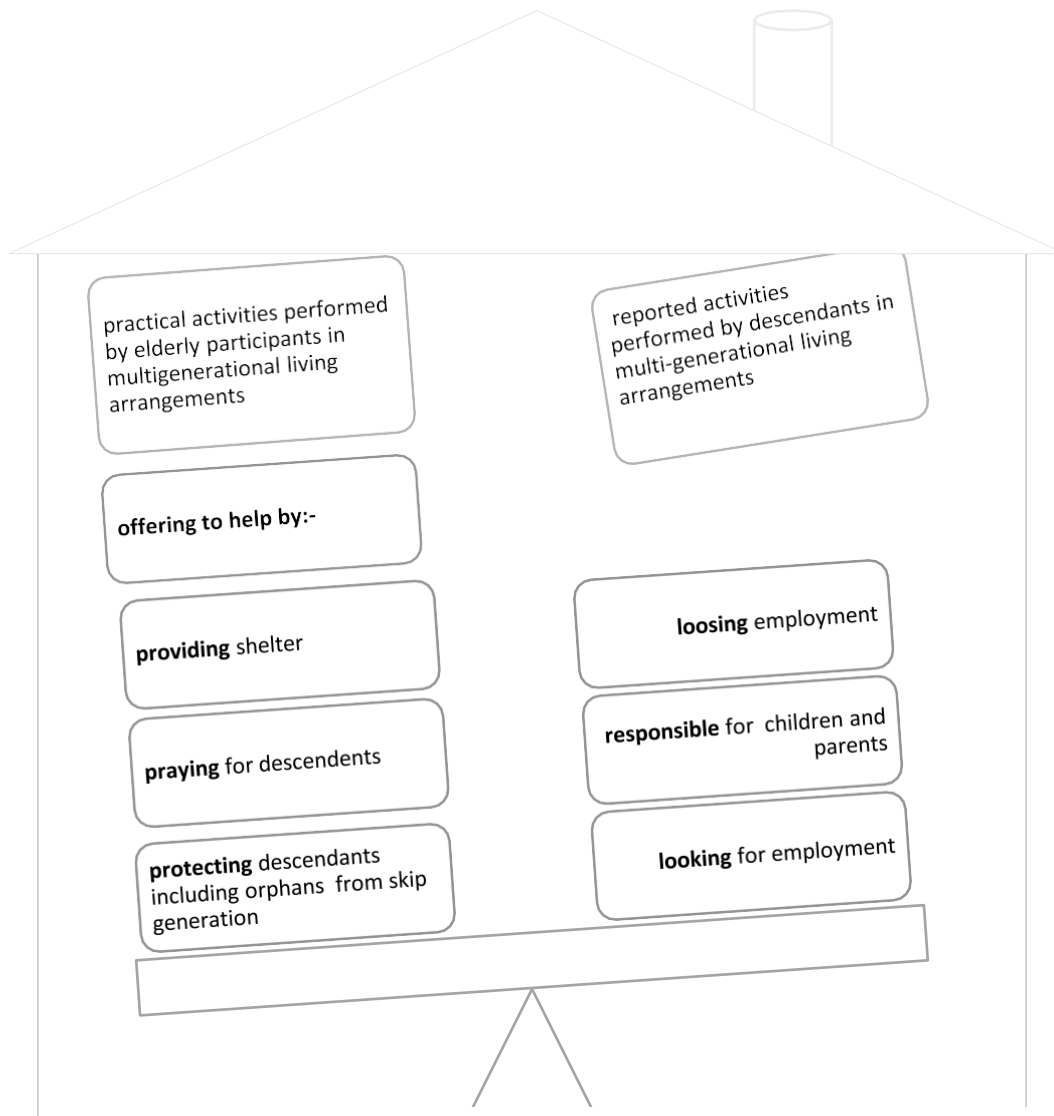 practical activities performed
by elderly participants in
multigenerational living
arrangements
offering to help by:-
providing shelter
praying for descendents
protecting descendants
including orphans from skip
generation
reported activities
performed by descendants in
multi-generational living
arrangements
loosing employment
responsible for children and
parents
looking for employment